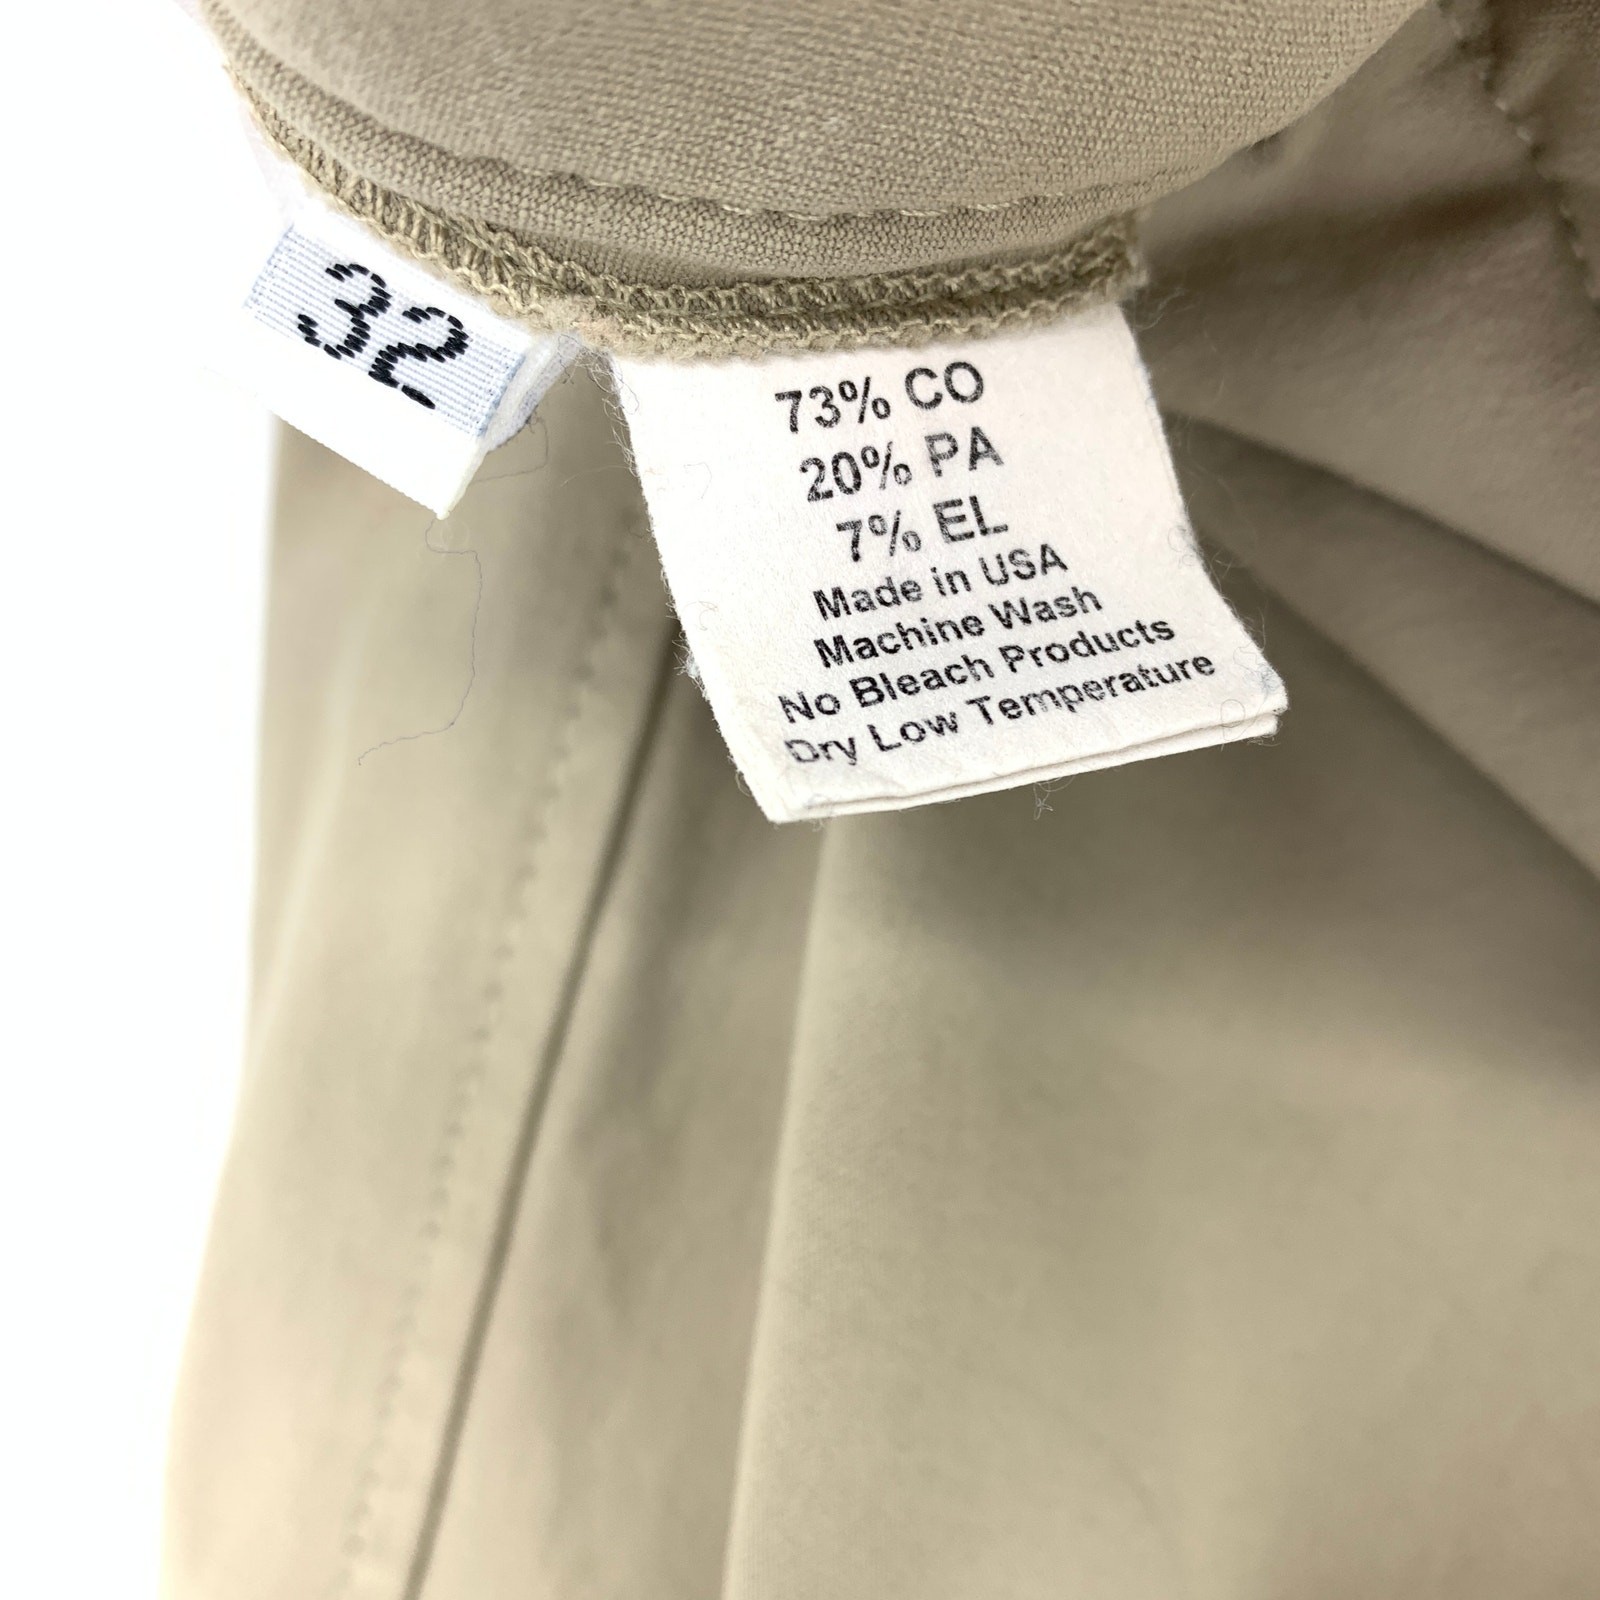 32
73% CO
20% PA
7% EL
Made in USA
Machine Wash
No Bleach Products
Dry Low Temperature